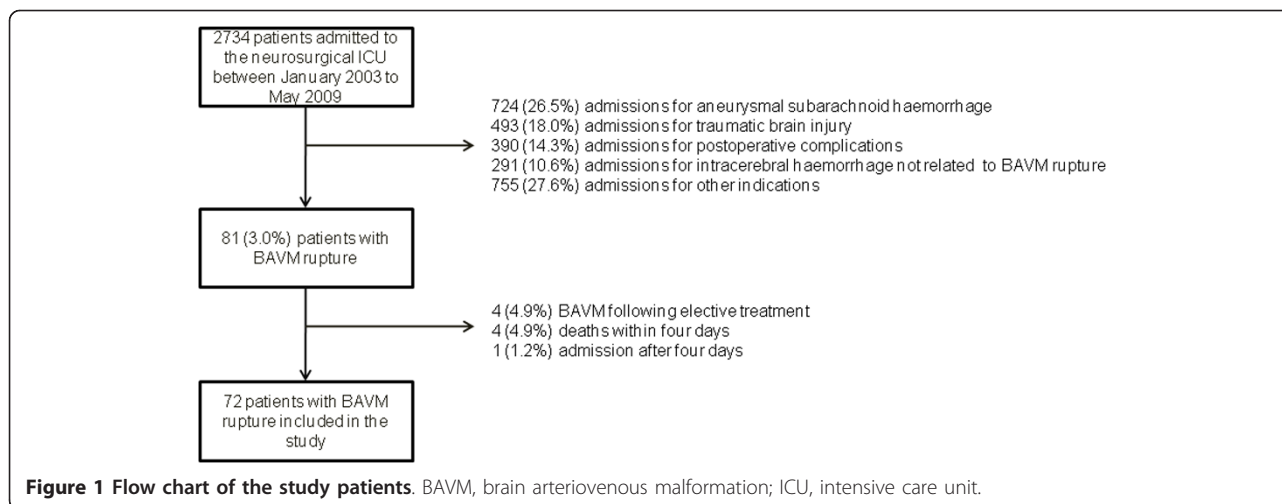 2734 patients admitted to
the neurosurgical ICU
between January 2003 to
May 2009
724 (26.5%) admissions for aneurysmal subarachnoid haemorrhage
493 (18.0%) admissions for traumatic brain injury
390 (14.3%) admissions for postoperative complications
291 (10.6%) admissions for intracerebral haemorrhage not related to BAVM rupture
755 (27.6%) admissions for other indications
81 (3.0%) patients with
BAVM rupture
4 (4.9%) BAVM following elective treatment
4 (4.9%) deaths within four days
1 (1.2%) admission after four days
72 patients with BAVM
rupture included in the
study
Figure 1 Flow chart of the study patients. BAVM, brain arteriovenous malformation; ICU, intensive care unit.